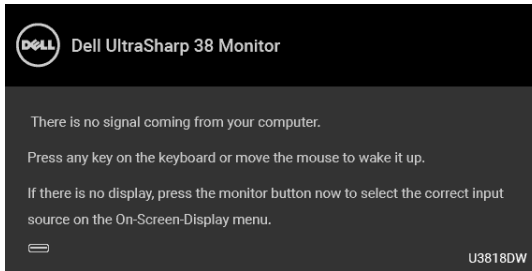 DELL
Dell UltraSharp 38 Monitor
There is no signal coming from your computer.
Press any key on the keyboard or move the mouse to wake it up.
If there is no display, press the monitor button now to select the correct input
source on the On-Screen-Display menu.
U3818DW